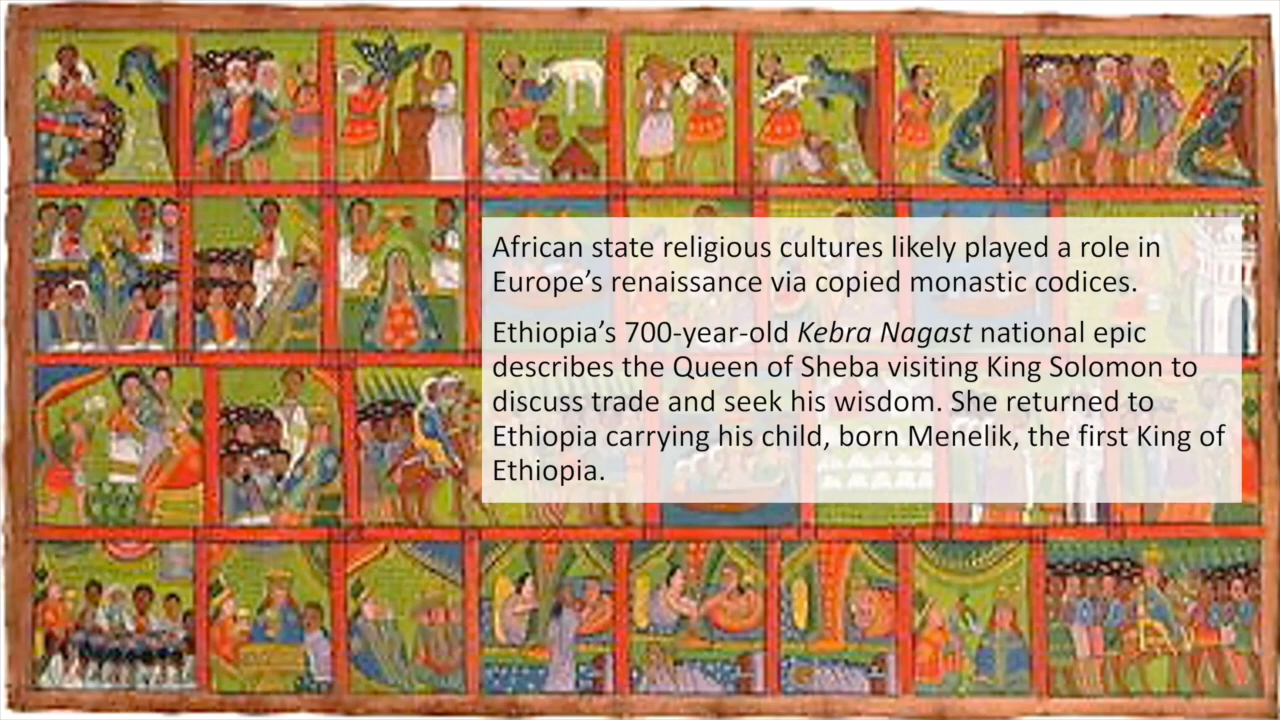 African state religious cultures likely played a role in
Europe’s renaissance via copied monastic codices.
Ethiopia’s 700-year-old Kebra Nagast national epic
describes the Queen of Sheba visiting King Solomon to
discuss trade and seek his wisdom. She returned to
Ethiopia carrying his child, born Menelik, the first King of
Ethiopia.